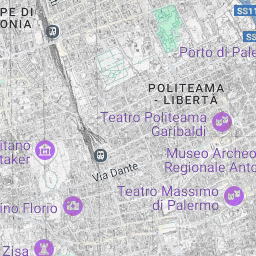 PE DI
ONIA
SS11
Porto di Pale
POLITEAMA
- LIBERTÀ
Teatro Politeama
Garibaldi
itano
taker
Museo Archeo
Regionale Anto
Via Dante
Teatro Massimo
di Palermo
ino Florio
Zisa
SS